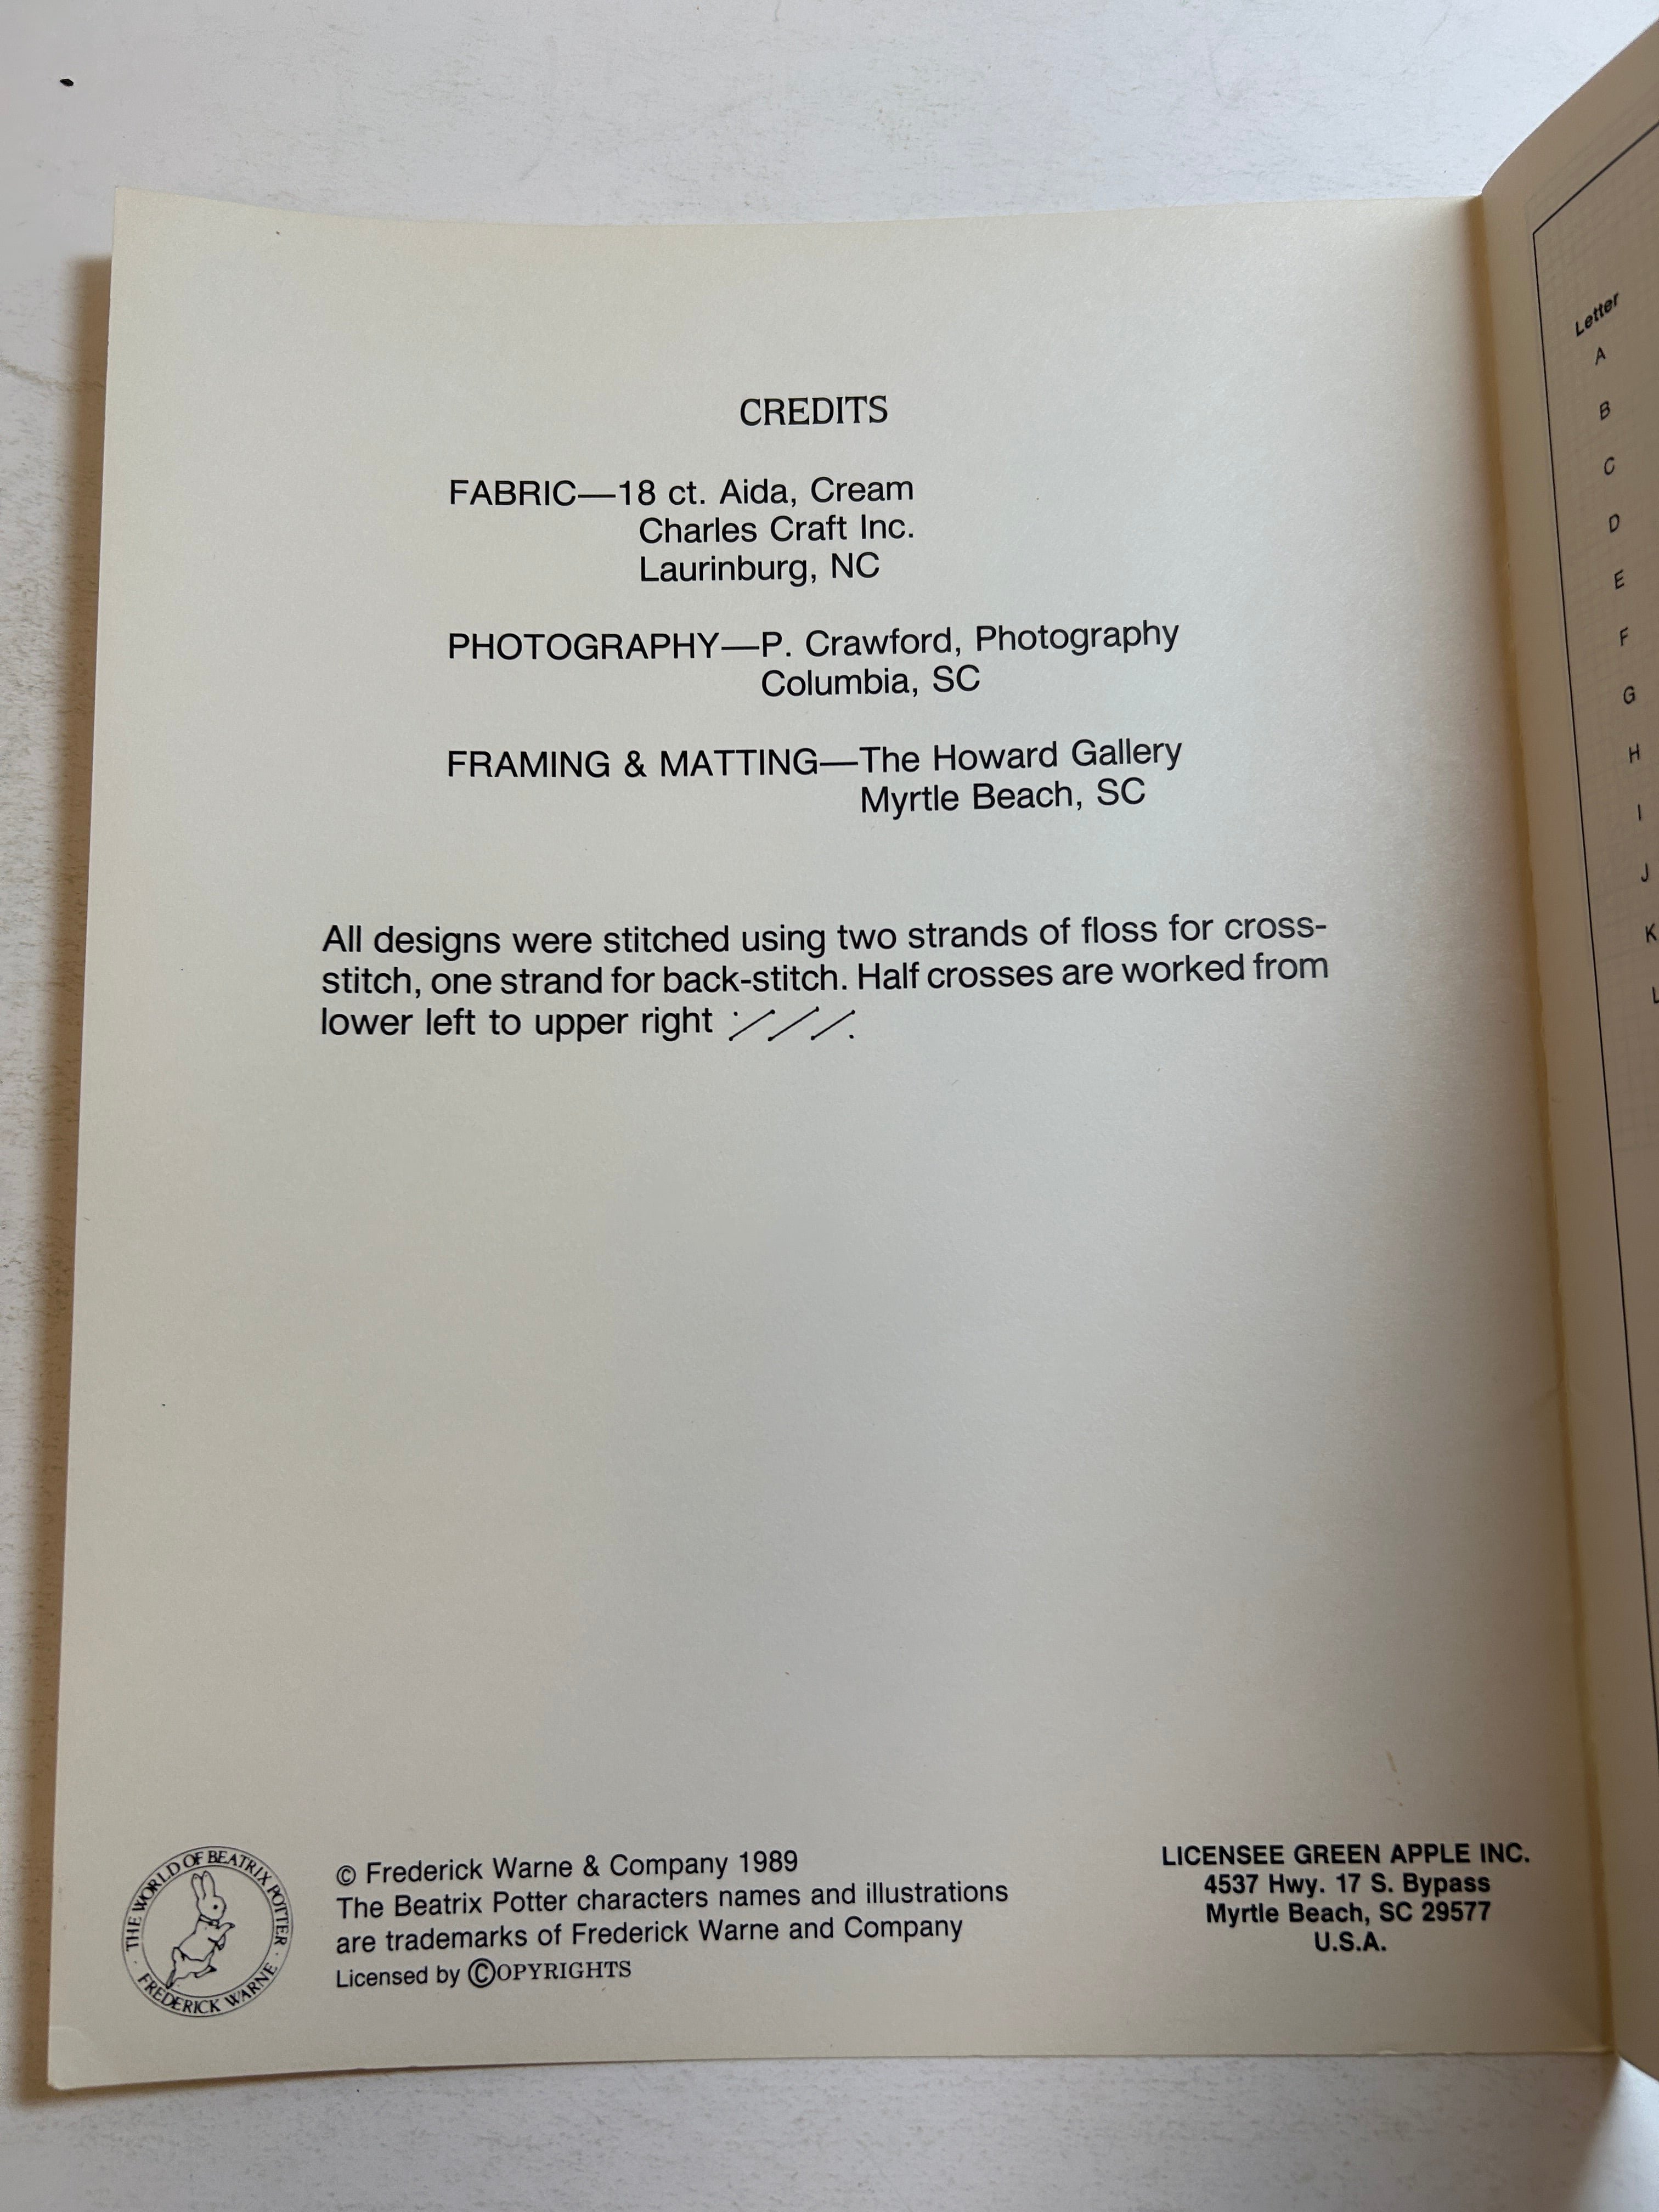 CREDITS
FABRIC—18 ct. Aida, Cream
Charles Craft Inc.
Laurinburg, NC
PHOTOGRAPHY—P. Crawford, Photography
Columbia, SC
FRAMING & MATTING—The Howard Gallery
Myrtle Beach, SC
All designs were stitched using two strands of floss for cross-
stitch, one strand for back-stitch. Half crosses are worked from
lower left to upper right
THE WORLD OF BEATRIX POTTER
· FREDERICK WARNE ·
© Frederick Warne & Company 1989
The Beatrix Potter characters names and illustrations
are trademarks of Frederick Warne and Company
Licensed by ©OPYRIGHTS
LICENSEE GREEN APPLE INC.
4537 Hwy. 17 S. Bypass
Myrtle Beach, SC 29577
U.S.A.
Letter
A
B
C
D
E
F
G
H
I
J
K
L